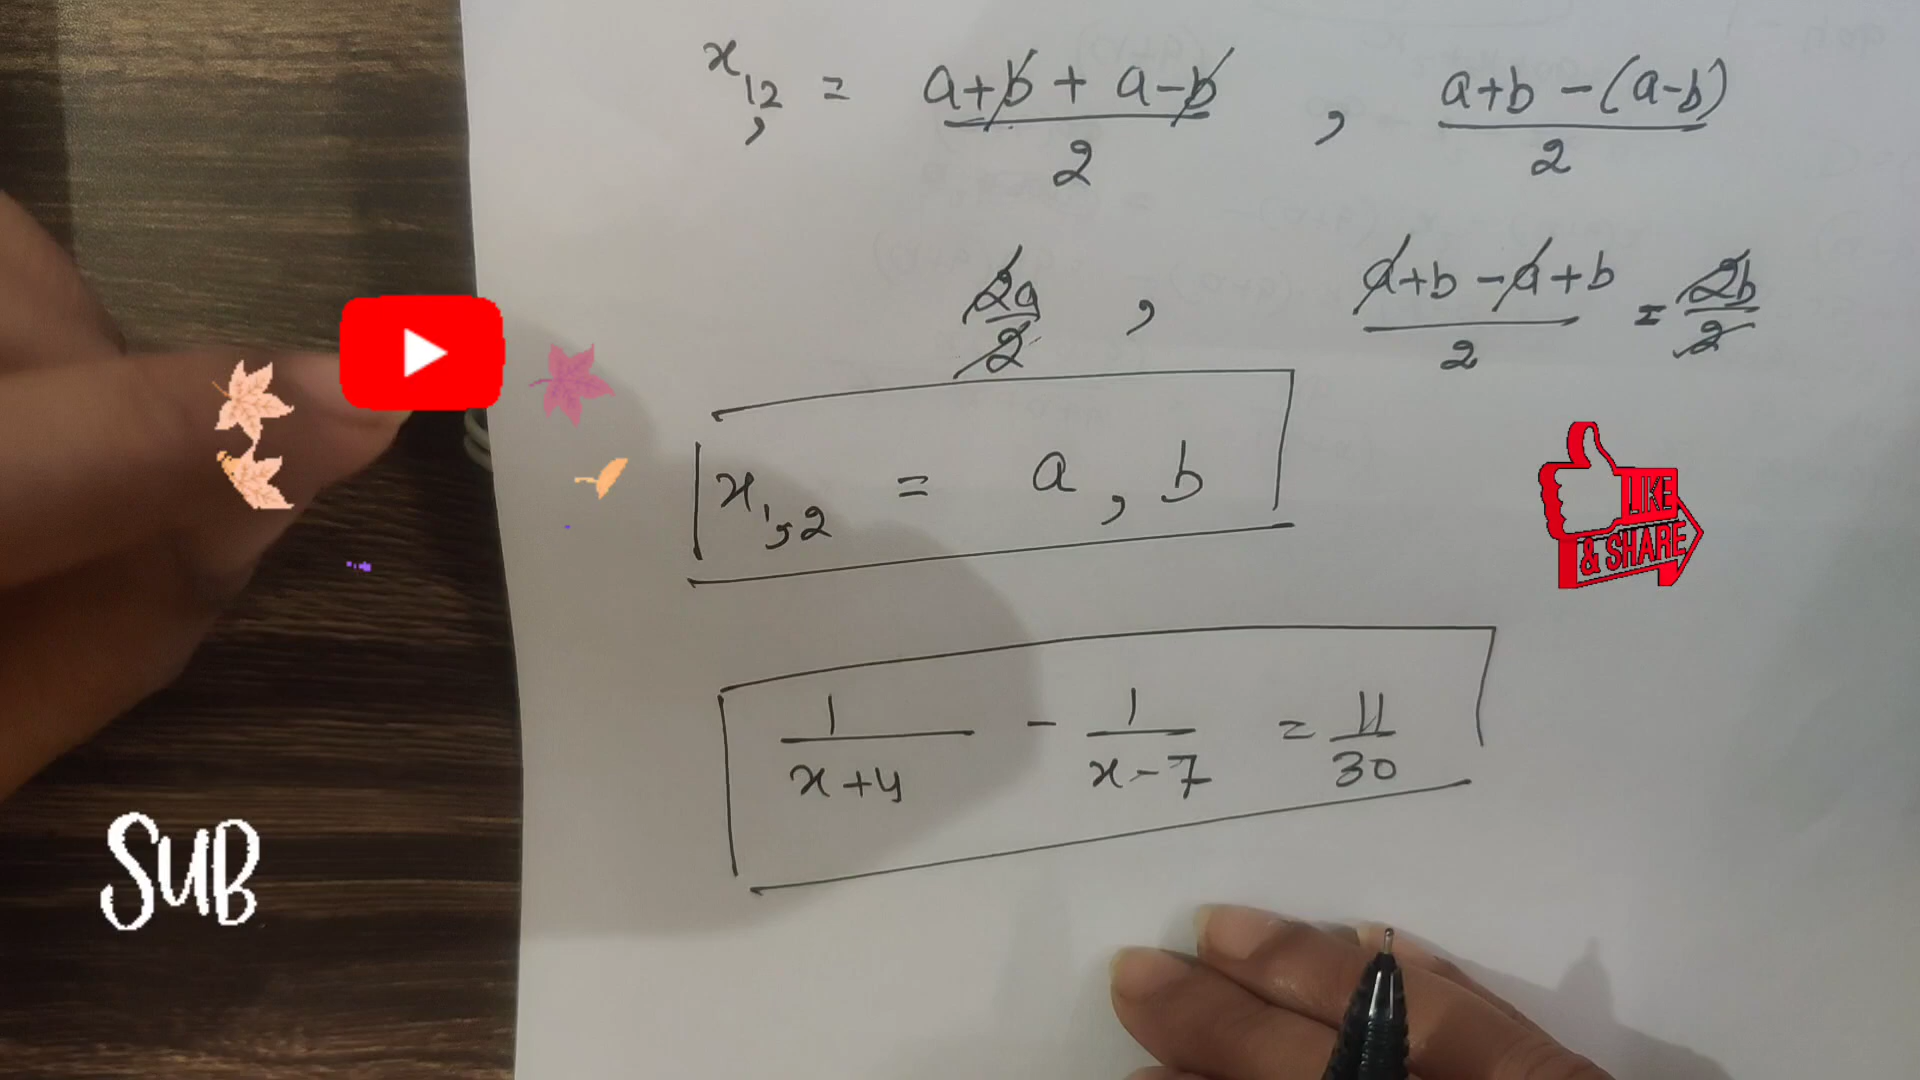 x1,2 = a+b + a-b / 2 , a+b - (a-b) / 2
2a / 2 , a+b - a+b / 2 = 2b / 2
x1,2 = a , b
LIKE
& SHARE
1 / x+4 - 1 / x-7 = 11 / 30
SUB